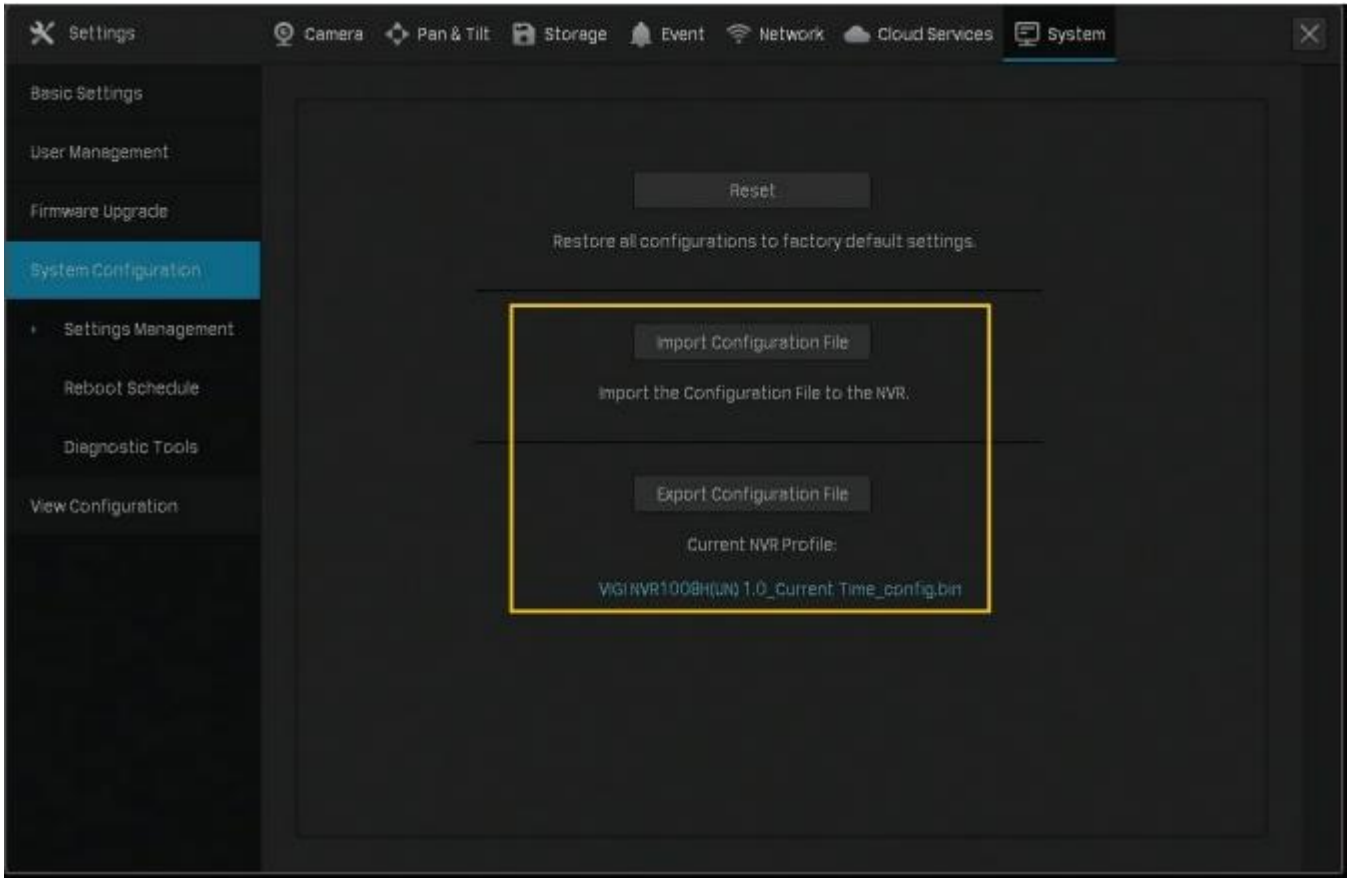 Settings
Camera
Pan & Tilt
Storage
Event
Network
Cloud Services
System
Basic Settings
User Management
Firmware Upgrade
System Configuration
Settings Management
Reboot Schedule
Diagnostic Tools
View Configuration
Reset
Restore all configurations to factory default settings.
Import Configuration File
Import the Configuration File to the NVR.
Export Configuration File
Current NVR Profile:
VIGI NVR1008H(UN) 1.0_Current Time_config.bin